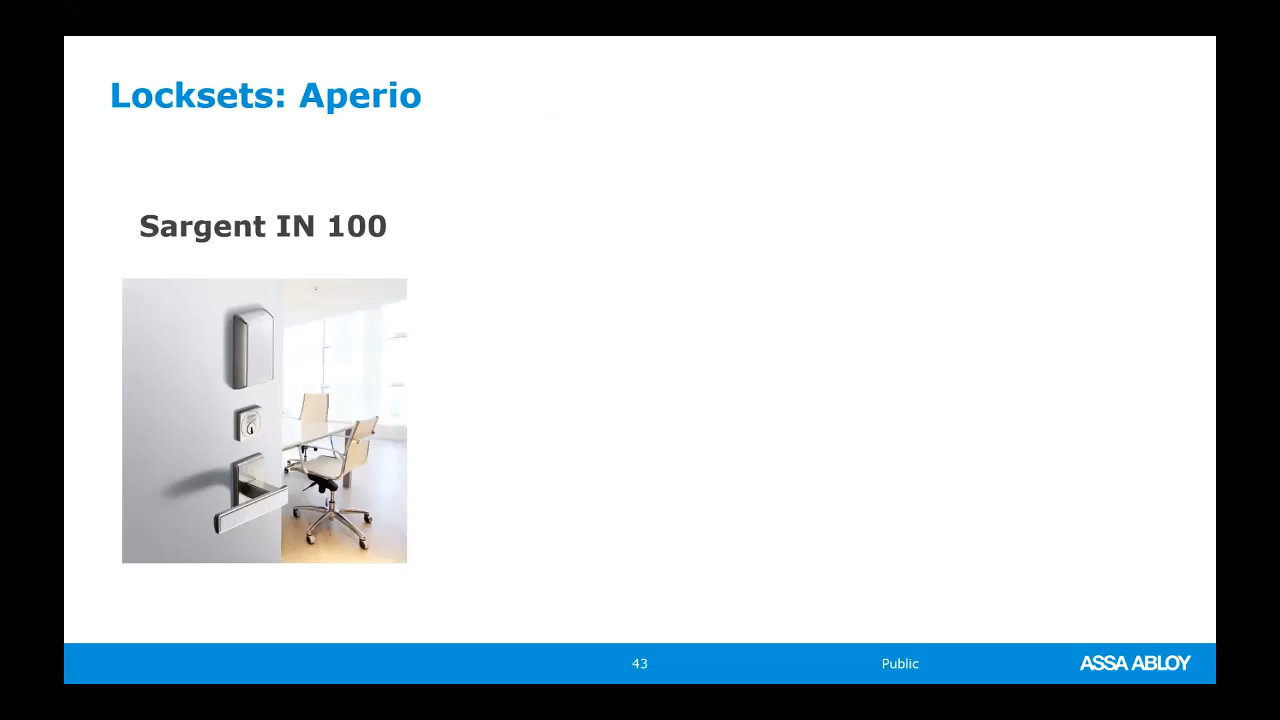 Locksets: Aperio
Sargent IN 100
43
Public
ASSA ABLOY